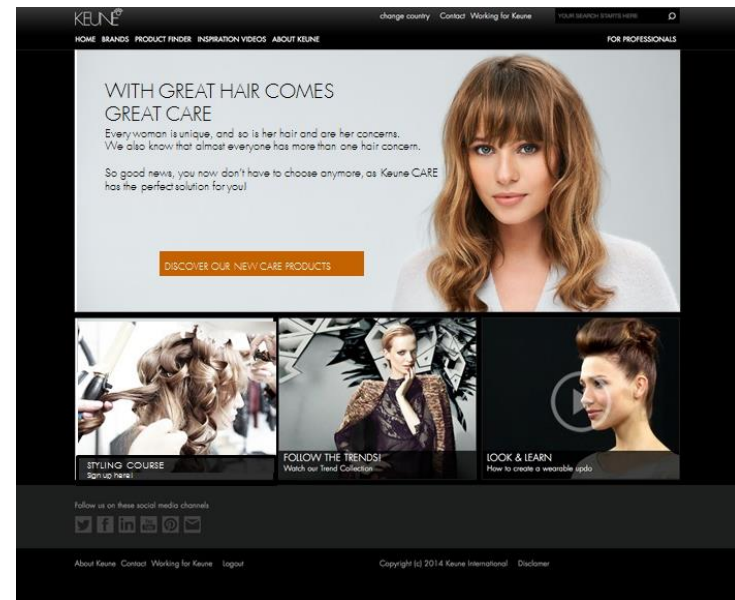 KEUNE
change country Contact Working for Keune YOUR SEARCH STARTS HERE
HOME BRANDS PRODUCT FINDER INSPIRATION VIDEOS ABOUT KEUNE FOR PROFESSIONALS
WITH GREAT HAIR COMES
GREAT CARE
Every woman is unique, and so is her hair and are her concerns.
We also know that almost everyone has more than one hair concern.
So good news, you now don't have to choose anymore, as Keune CARE
has the perfect solution for you!
DISCOVER OUR NEW CARE PRODUCTS
STYLING COURSE
Sign up here!
FOLLOW THE TRENDS!
Watch our Trend Collection
LOOK & LEARN
How to create a wearable updo
Follow us on these social media channels
About Keune Contact Working for Keune Logout Copyright (c) 2014 Keune International Disclamer